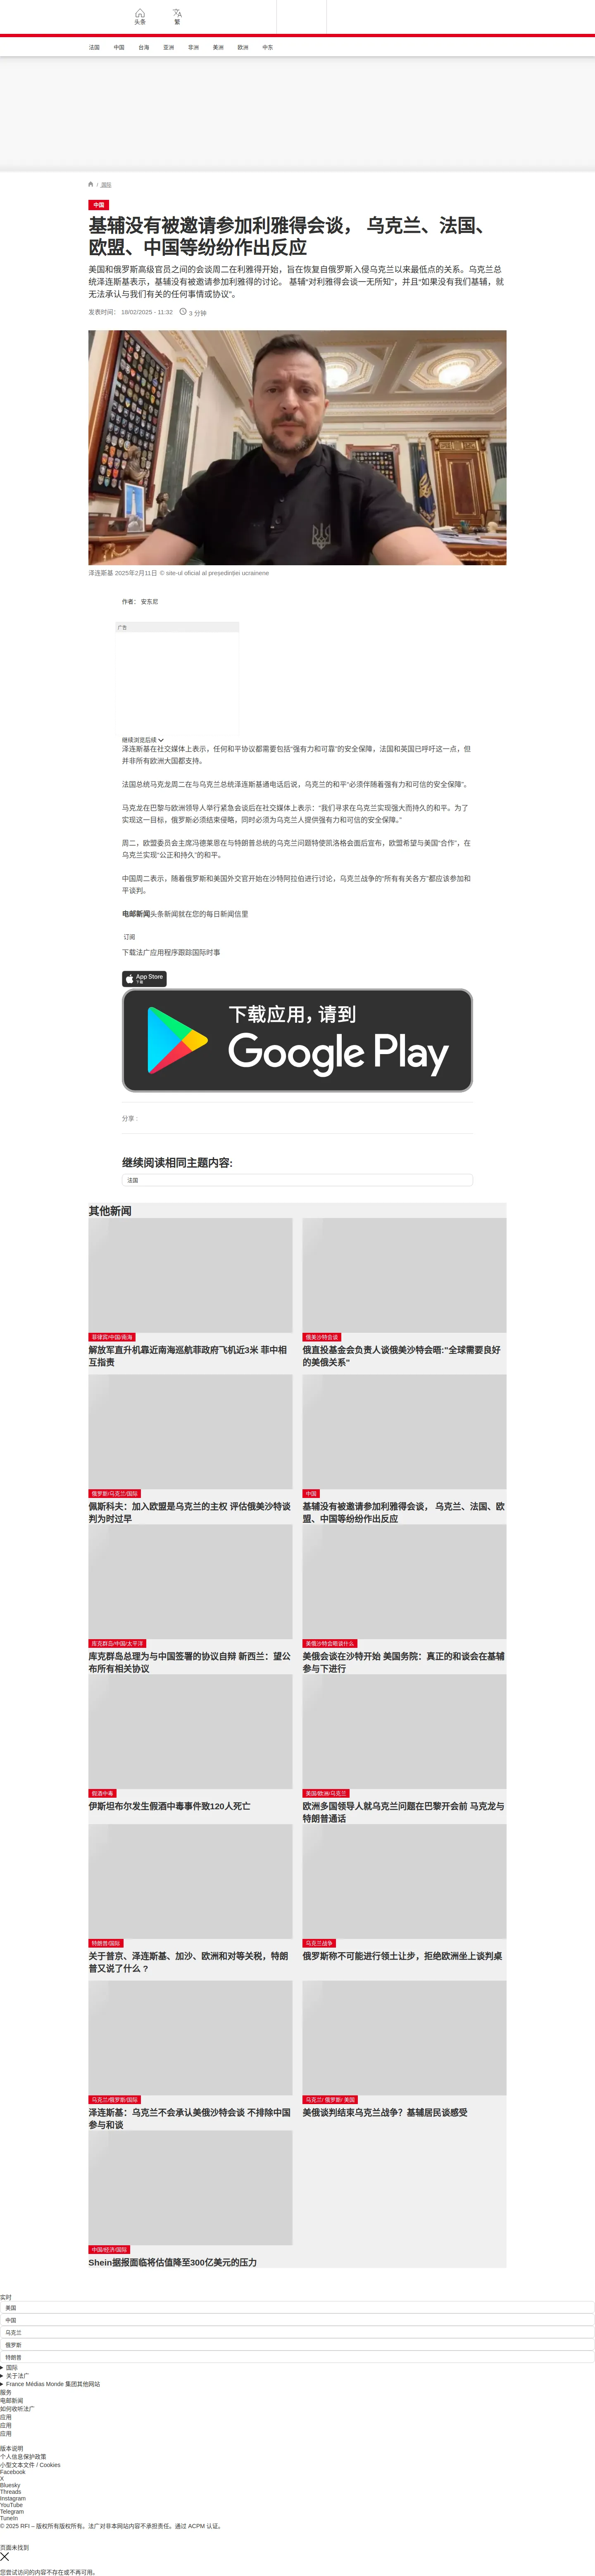 头条
繁
法国 中国 台海 亚洲 非洲 美洲 欧洲 中东
/ 国际
中国
基辅没有被邀请参加利雅得会谈， 乌克兰、法国、
欧盟、中国等纷纷作出反应
美国和俄罗斯高级官员之间的会谈周二在利雅得开始，旨在恢复自俄罗斯入侵乌克兰以来最低点的关系。乌克兰总
统泽连斯基表示，基辅没有被邀请参加利雅得的讨论。 基辅“对利雅得会谈一无所知”，并且“如果没有我们基辅，就
无法承认与我们有关的任何事情或协议”。
发表时间： 18/02/2025 - 11:32 3 分钟
泽连斯基 2025年2月11日 © site-ul oficial al președinției ucrainene
作者： 安东尼
广告
继续浏览后续
泽连斯基在社交媒体上表示，任何和平协议都需要包括“强有力和可靠”的安全保障，法国和英国已呼吁这一点，但
并非所有欧洲大国都支持。
法国总统马克龙周二在与乌克兰总统泽连斯基通电话后说，乌克兰的和平“必须伴随着强有力和可信的安全保障”。
马克龙在巴黎与欧洲领导人举行紧急会谈后在社交媒体上表示：“我们寻求在乌克兰实现强大而持久的和平。为了
实现这一目标，俄罗斯必须结束侵略，同时必须为乌克兰人提供强有力和可信的安全保障。”
周二，欧盟委员会主席冯德莱恩在与特朗普总统的乌克兰问题特使凯洛格会面后宣布，欧盟希望与美国“合作”，在
乌克兰实现“公正和持久”的和平。
中国周二表示，随着俄罗斯和美国外交官开始在沙特阿拉伯进行讨论，乌克兰战争的“所有有关各方”都应该参加和
平谈判。
电邮新闻头条新闻就在您的每日新闻信里
订阅
下载法广应用程序跟踪国际时事
App Store
下载
下载应用，请到
Google Play
分享 :
继续阅读相同主题内容:
法国
其他新闻
菲律宾/中国/南海
解放军直升机靠近南海巡航菲政府飞机近3米 菲中相
互指责
俄美沙特会谈
俄直投基金会负责人谈俄美沙特会晤:"全球需要良好
的美俄关系"
俄罗斯/乌克兰/国际
佩斯科夫：加入欧盟是乌克兰的主权 评估俄美沙特谈
判为时过早
中国
基辅没有被邀请参加利雅得会谈， 乌克兰、法国、欧
盟、中国等纷纷作出反应
库克群岛/中国/太平洋
库克群岛总理为与中国签署的协议自辩 新西兰：望公
布所有相关协议
美俄沙特会晤谈什么
美俄会谈在沙特开始 美国务院：真正的和谈会在基辅
参与下进行
假酒中毒
伊斯坦布尔发生假酒中毒事件致120人死亡
美国/欧洲/乌克兰
欧洲多国领导人就乌克兰问题在巴黎开会前 马克龙与
特朗普通话
特朗普/国际
关于普京、泽连斯基、加沙、欧洲和对等关税，特朗
普又说了什么 ?
乌克兰战争
俄罗斯称不可能进行领土让步，拒绝欧洲坐上谈判桌
乌克兰/俄罗斯/国际
泽连斯基：乌克兰不会承认美俄沙特会谈 不排除中国
参与和谈
乌克兰/ 俄罗斯/ 美国
美俄谈判结束乌克兰战争？基辅居民谈感受
中国/经济/国际
Shein据报面临将估值降至300亿美元的压力
实时
美国
中国
乌克兰
俄罗斯
特朗普
国际
关于法广
France Médias Monde 集团其他网站
服务
电邮新闻
如何收听法广
应用
应用
应用
版本说明
个人信息保护政策
小型文本文件 / Cookies
Facebook
X
Bluesky
Threads
Instagram
YouTube
Telegram
TuneIn
© 2025 RFI – 版权所有版权所有。法广对非本网站内容不承担责任。通过 ACPM 认证。
页面未找到
您尝试访问的内容不存在或不再可用。